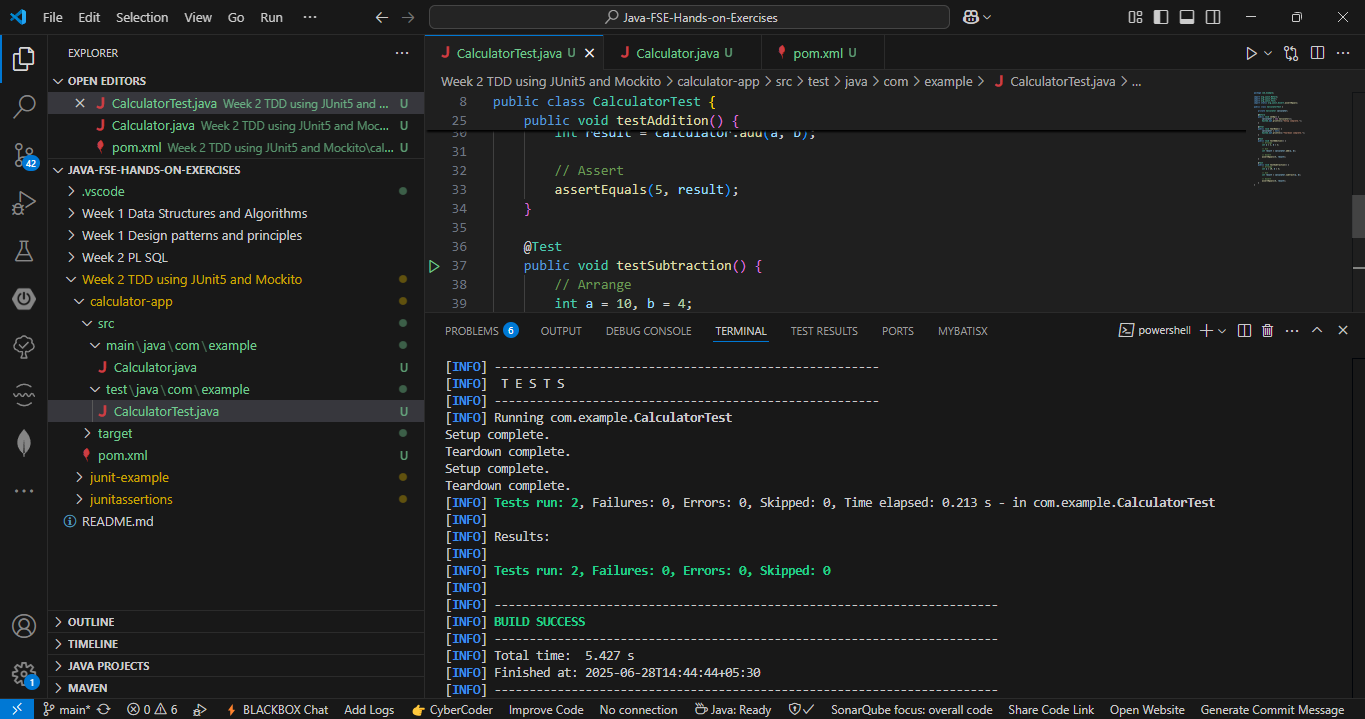 File Edit Selection View Go Run ··· Java-FSE-Hands-on-Exercises
EXPLORER ···
OPEN EDITORS
CalculatorTest.java Week 2 TDD using JUnit5 and ... U
Calculator.java Week 2 TDD using JUnit5 and Moc... U
pom.xml Week 2 TDD using JUnit5 and Mockito\cal... U
JAVA-FSE-HANDS-ON-EXERCISES
.vscode
Week 1 Data Structures and Algorithms
Week 1 Design patterns and principles
Week 2 PL SQL
Week 2 TDD using JUnit5 and Mockito
calculator-app
src
main\java\com\example
Calculator.java U
test\java\com\example
CalculatorTest.java U
target
pom.xml U
junit-example
junitassertions
README.md
OUTLINE
TIMELINE
JAVA PROJECTS
MAVEN
42
1
CalculatorTest.java U Calculator.java U pom.xml U
Week 2 TDD using JUnit5 and Mockito > calculator-app > src > test > java > com > example > CalculatorTest.java > ...
8 public class CalculatorTest {
25 public void testAddition() {
30 int result = calculator.add(a, b);
31
32 // Assert
33 assertEquals(5, result);
34 }
35
36 @Test
37 public void testSubtraction() {
38 // Arrange
39 int a = 10, b = 4;
PROBLEMS 6 OUTPUT DEBUG CONSOLE TERMINAL TEST RESULTS PORTS MYBATISX powershell
[INFO] -------------------------------------------------------
[INFO]  T E S T S
[INFO] -------------------------------------------------------
[INFO] Running com.example.CalculatorTest
Setup complete.
Teardown complete.
Setup complete.
Teardown complete.
[INFO] Tests run: 2, Failures: 0, Errors: 0, Skipped: 0, Time elapsed: 0.213 s - in com.example.CalculatorTest
[INFO]
[INFO] Results:
[INFO]
[INFO] Tests run: 2, Failures: 0, Errors: 0, Skipped: 0
[INFO]
[INFO] ------------------------------------------------------------------------
[INFO] BUILD SUCCESS
[INFO] ------------------------------------------------------------------------
[INFO] Total time:  5.427 s
[INFO] Finished at: 2025-06-28T14:44:44+05:30
[INFO] ------------------------------------------------------------------------
main* 0 6 BLACKBOX Chat Add Logs CyberCoder Improve Code No connection Java: Ready SonarQube focus: overall code Share Code Link Open Website Generate Commit Message